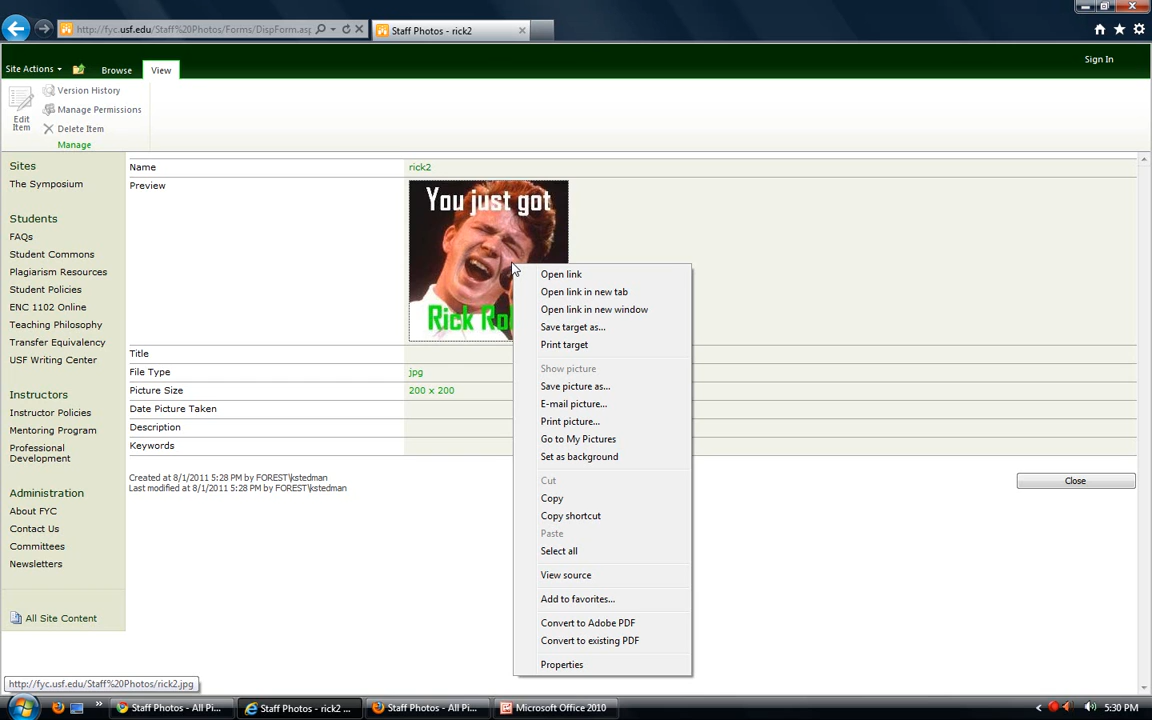 http://fyc.usf.edu/Staff%20Photos/Forms/DispForm.asp
Staff Photos - rick2
Site Actions
Browse
View
Sign In
Edit Item
Version History
Manage Permissions
Delete Item
Manage
Sites
The Symposium
Students
FAQs
Student Commons
Plagiarism Resources
Student Policies
ENC 1102 Online
Teaching Philosophy
Transfer Equivalency
USF Writing Center
Instructors
Instructor Policies
Mentoring Program
Professional
Development
Administration
About FYC
Contact Us
Committees
Newsletters
All Site Content
Name rick2
Preview
You just got
Rick
Title
File Type jpg
Picture Size 200 x 200
Date Picture Taken
Description
Keywords
Created at 8/1/2011 5:28 PM by FOREST\kstedman
Last modified at 8/1/2011 5:28 PM by FOREST\kstedman
Close
Open link
Open link in new tab
Open link in new window
Save target as...
Print target
Show picture
Save picture as...
E-mail picture...
Print picture...
Go to My Pictures
Set as background
Cut
Copy
Copy shortcut
Paste
Select all
View source
Add to favorites...
Convert to Adobe PDF
Convert to existing PDF
Properties
http://fyc.usf.edu/Staff%20Photos/rick2.jpg
Staff Photos - All Pi...
Staff Photos - rick2 ...
Staff Photos - All Pi...
Microsoft Office 2010
5:30 PM